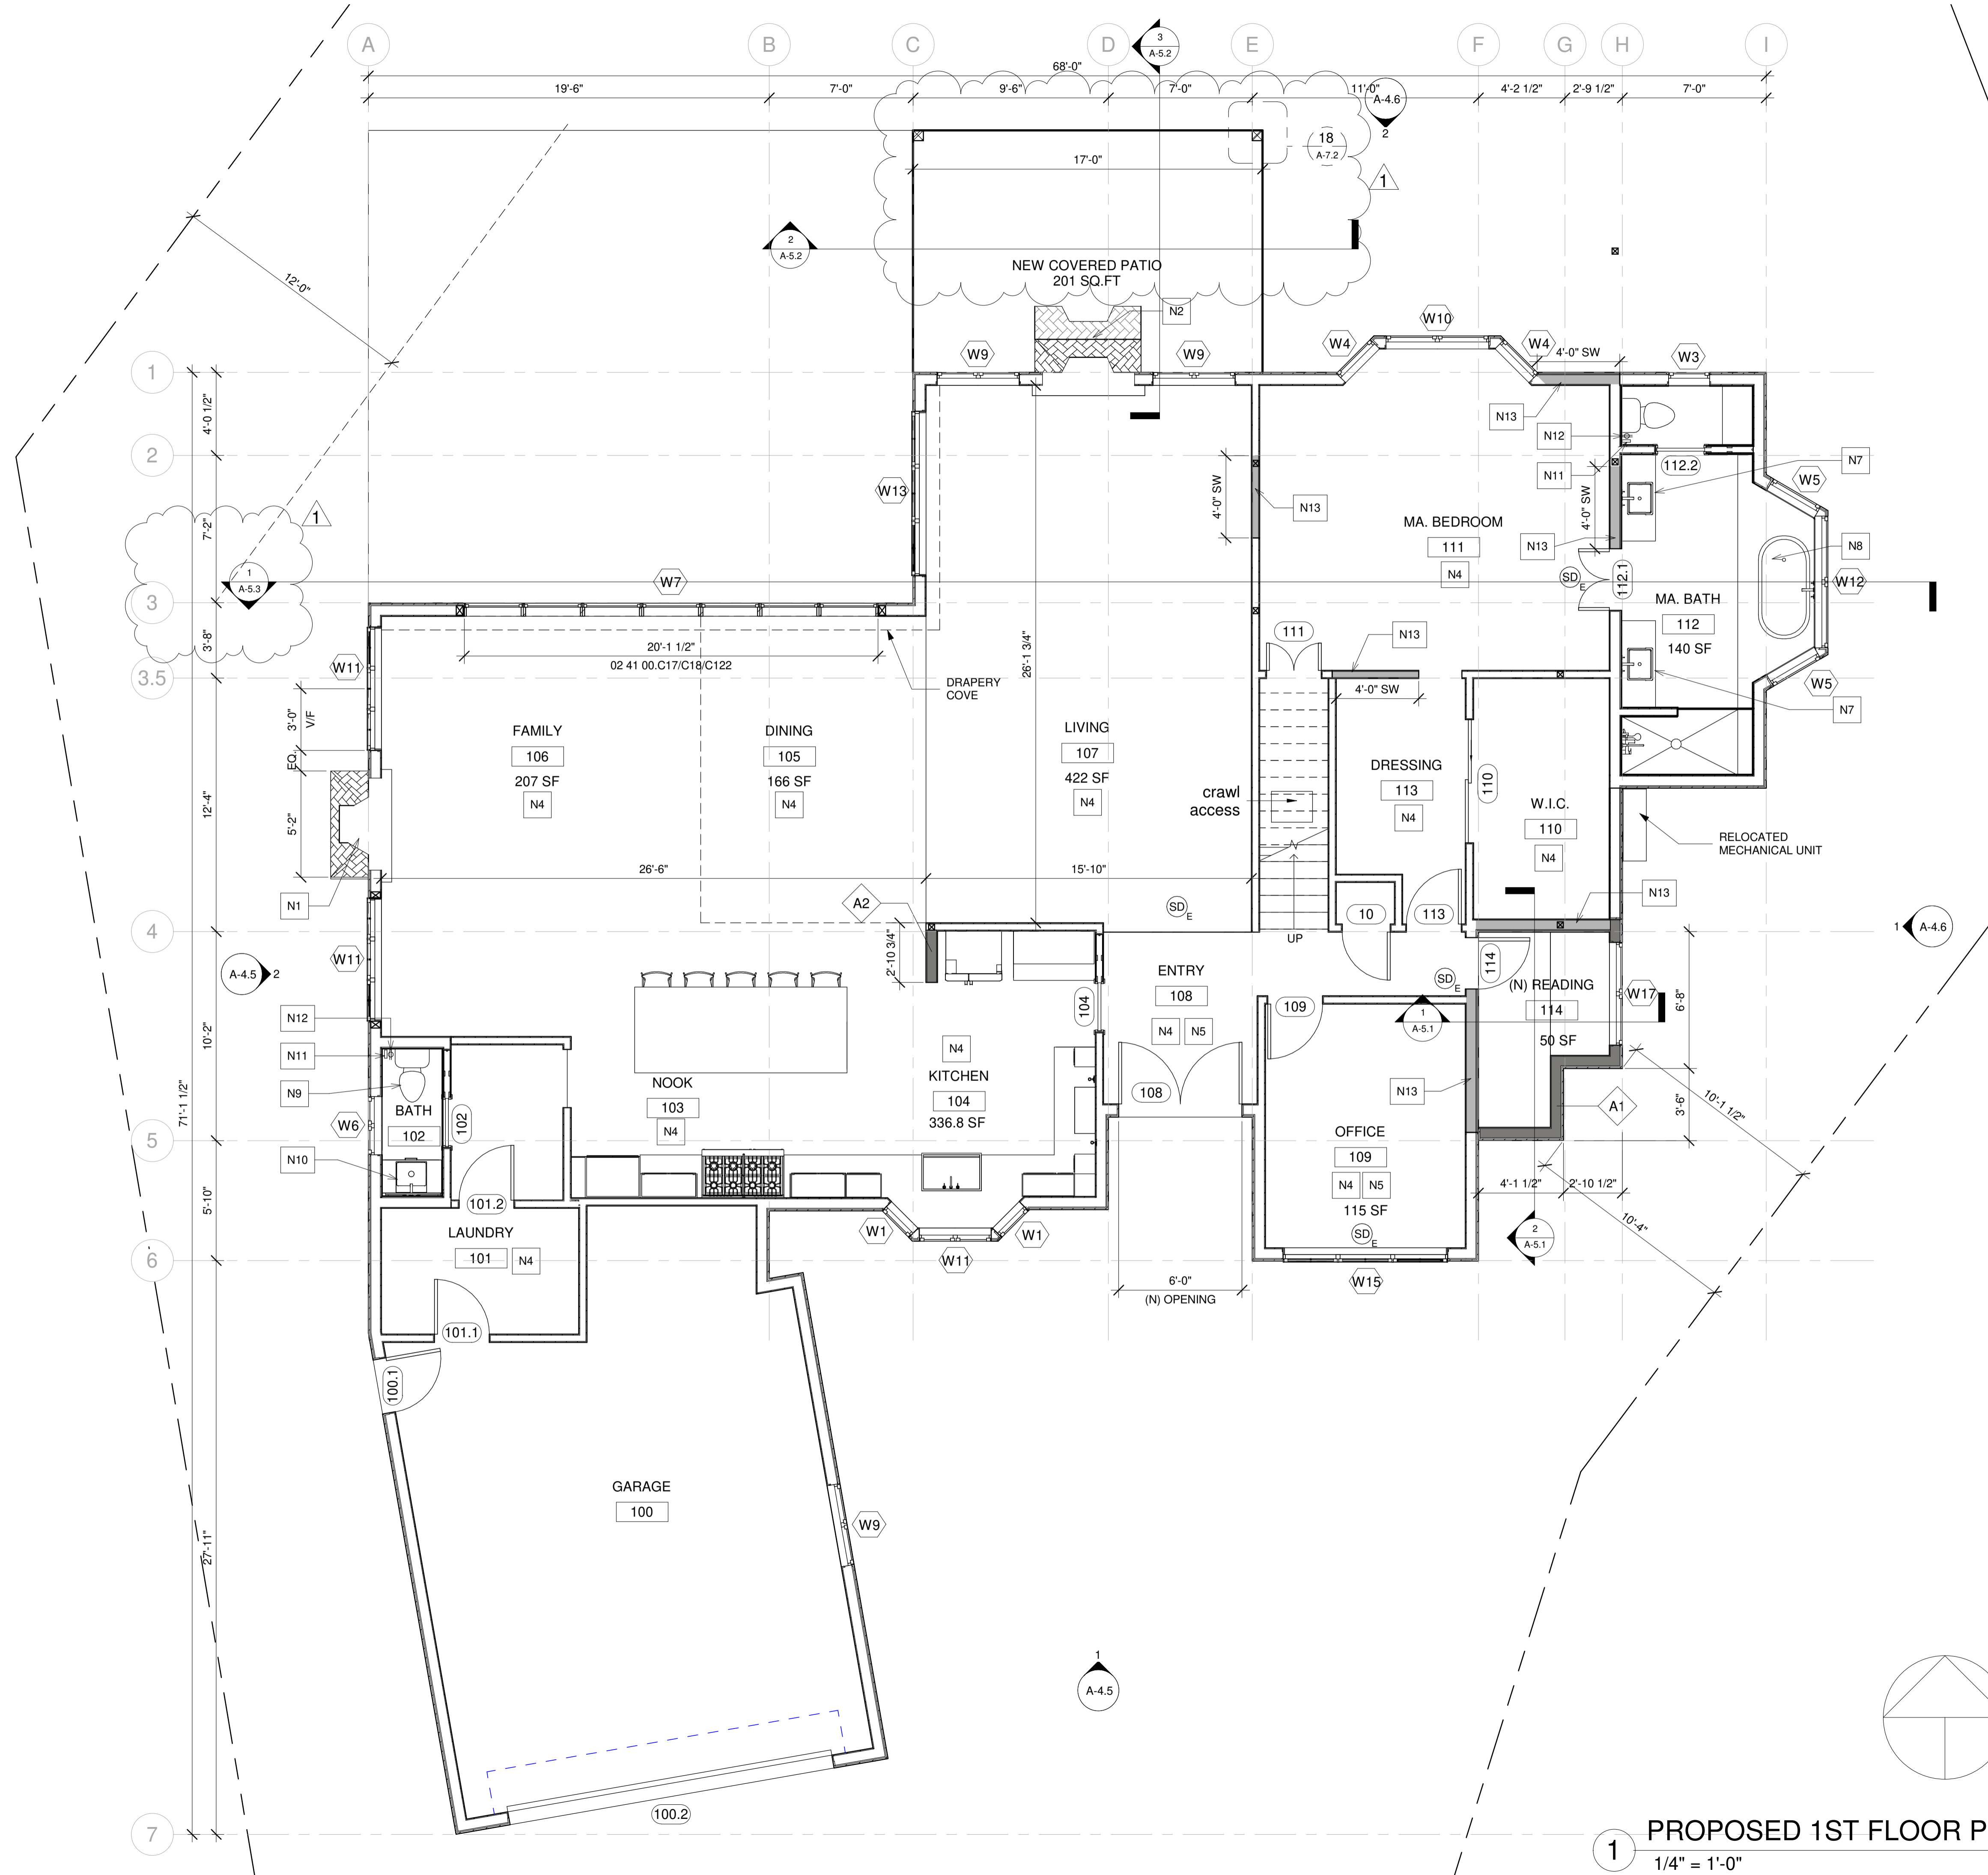 A
B
C
D
E
F
G
H
I
3
A-5.2
68'-0"
19'-6"
7'-0"
9'-6"
7'-0"
11'-0"
4'-2 1/2"
2'-9 1/2"
7'-0"
A-4.6
2
18
A-7.2
17'-0"
1
2
A-5.2
12'-0"
NEW COVERED PATIO
201 SQ.FT
N2
W10
W4
W4
4'-0" SW
W3
W9
W9
1
4'-0 1/2"
N13
N12
2
112.2
N7
N11
W5
W13
4'-0" SW
N13
4'-0" SW
1
7'-2"
MA. BEDROOM
111
N4
N13
N8
1
A-5.3
W7
SD
E
112.1
W12
3
MA. BATH
112
140 SF
3'-8"
20'-1 1/2"
02 41 00.C17/C18/C122
26'-1 3/4"
111
N13
W11
3.5
DRAPERY
COVE
4'-0" SW
W5
N7
3'-0"
V/F
EQ.
FAMILY
106
207 SF
N4
DINING
105
166 SF
N4
LIVING
107
422 SF
N4
crawl
access
DRESSING
113
N4
110
W.I.C.
110
N4
RELOCATED
MECHANICAL UNIT
12'-4"
5'-2"
26'-6"
15'-10"
N1
A2
SD
E
10
113
N13
4
UP
1
A-4.6
2'-10 3/4"
W11
A-4.5
2
ENTRY
108
N4
N5
SD
E
114
(N) READING
114
50 SF
W17
6'-8"
104
109
1
A-5.1
N12
N11
N9
10'-2"
N4
KITCHEN
104
336.8 SF
NOOK
103
N4
108
N13
A1
10'-1 1/2"
3'-6"
71'-1 1/2"
BATH
102
102
W6
5
N10
OFFICE
109
N4
N5
115 SF
SD
E
4'-1 1/2"
2'-10 1/2"
10'-4"
5'-10"
101.2
LAUNDRY
101
N4
W1
W1
W11
2
A-5.1
6
W15
6'-0"
(N) OPENING
101.1
100.1
GARAGE
100
W9
27'-11"
1
A-4.5
100.2
7
1
PROPOSED 1ST FLOOR P
1/4" = 1'-0"